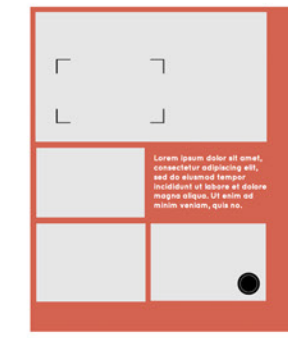 Lorem ipsum dolor sit amet,
consectetur adipiscing elit,
sed do eiusmod tempor
incididunt ut labore et dolore
magna aliqua. Ut enim ad
minim veniam, quis no.